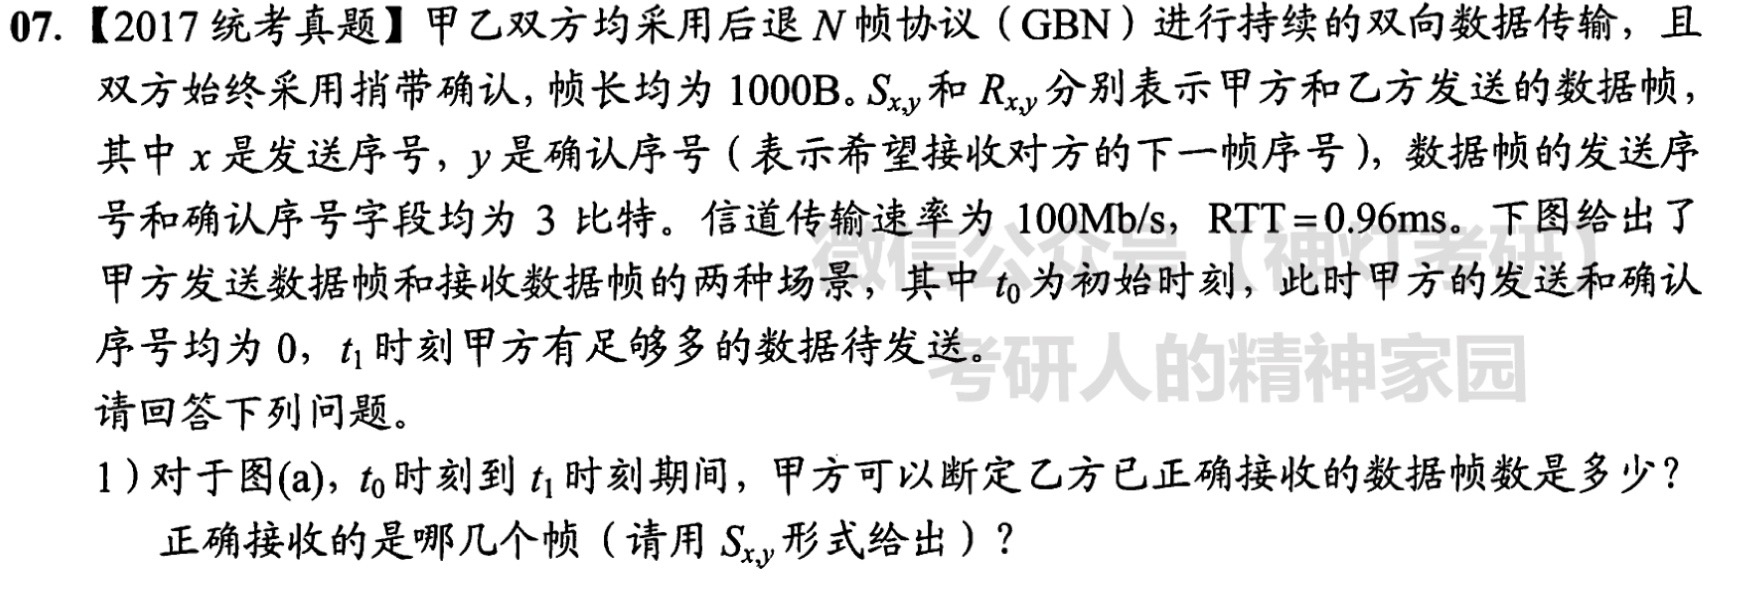 07.【2017 统考真题】甲乙双方均采用后退 N 帧协议（GBN）进行持续的双向数据传输，且
双方始终采用捎带确认，帧长均为 1000B。Sx,y 和 Rx,y 分别表示甲方和乙方发送的数据帧，
其中 x 是发送序号，y 是确认序号（表示希望接收对方的下一帧序号），数据帧的发送序
号和确认序号字段均为 3 比特。信道传输速率为 100Mb/s，RTT=0.96ms。下图给出了
微信公众号【神灯考研】
甲方发送数据帧和接收数据帧的两种场景，其中 t0 为初始时刻，此时甲方的发送和确认
序号均为 0，t1 时刻甲方有足够多的数据待发送。
考研人的精神家园
请回答下列问题。
1）对于图(a)，t0 时刻到 t1 时刻期间，甲方可以断定乙方已正确接收的数据帧数是多少？
正确接收的是哪几个帧（请用 Sx,y 形式给出）？